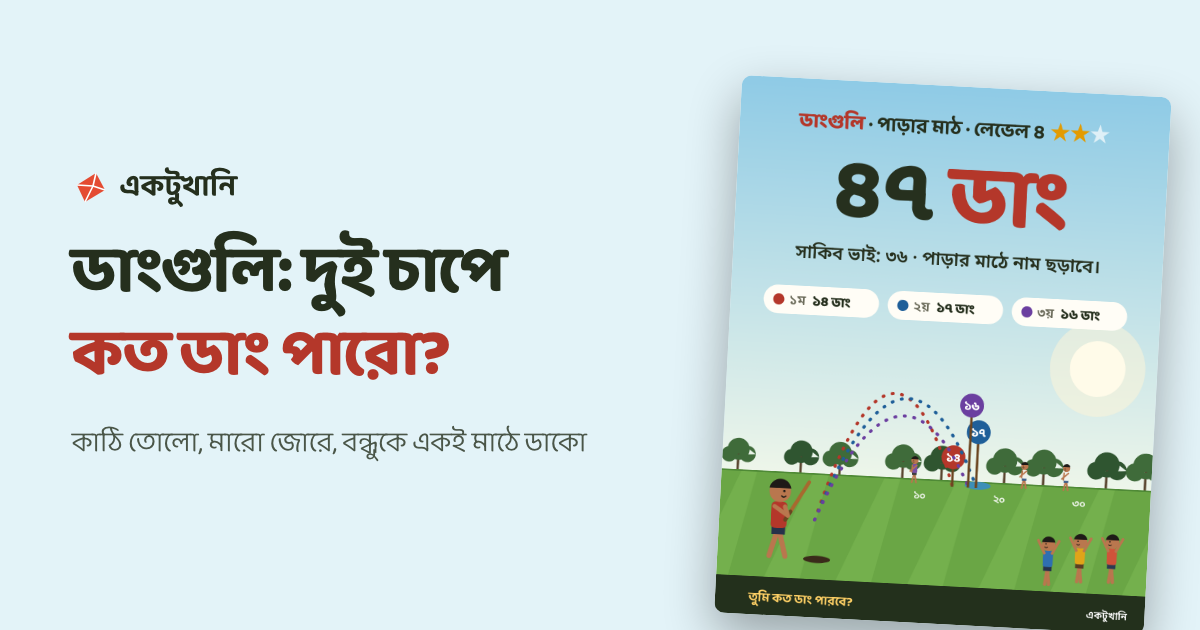 একটুখানি
ডাংগুলি: দুই চাপে
কত ডাং পারো?
কাঠি তোলো, মারো জোরে, বন্ধুকে একই মাঠে ডাকো
ডাংগুলি · পাড়ার মাঠ · লেভেল ৪ ★★★
৪৭ ডাং
সাকিব ভাই: ৩৬ · পাড়ার মাঠে নাম ছড়াবে।
১ম ১৪ ডাং ২য় ১৭ ডাং ৩য় ১৬ ডাং
১৬
১৭
১৪
১০ ২০ ৩০
তুমি কত ডাং পারবে?
একটুখানি